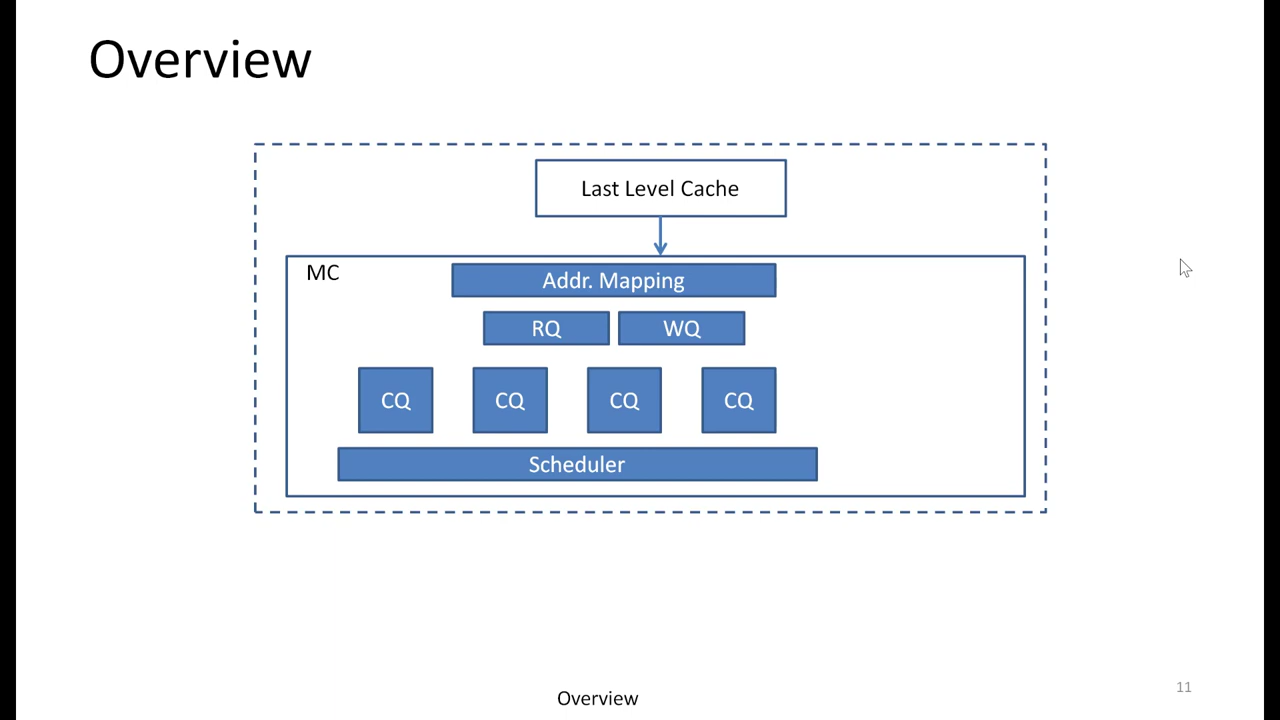 Overview
Last Level Cache
MC
Addr. Mapping
RQ WQ
CQ CQ CQ CQ
Scheduler
Overview
11